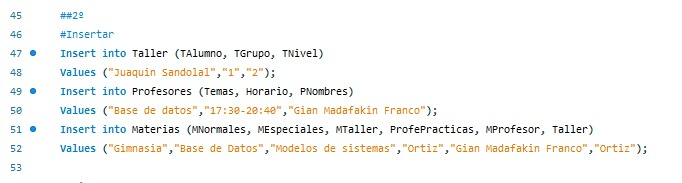 45 ##2º
46 #Insertar
47 Insert into Taller (TAlumno, TGrupo, TNivel)
48 Values ("Juaquin Sandolal","1","2");
49 Insert into Profesores (Temas, Horario, PNombres)
50 Values ("Base de datos","17:30-20:40","Gian Madafakin Franco");
51 Insert into Materias (MNormales, MEspeciales, MTaller, ProfePracticas, MProfesor, Taller)
52 Values ("Gimnasia","Base de Datos","Modelos de sistemas","Ortiz","Gian Madafakin Franco","Ortiz");
53